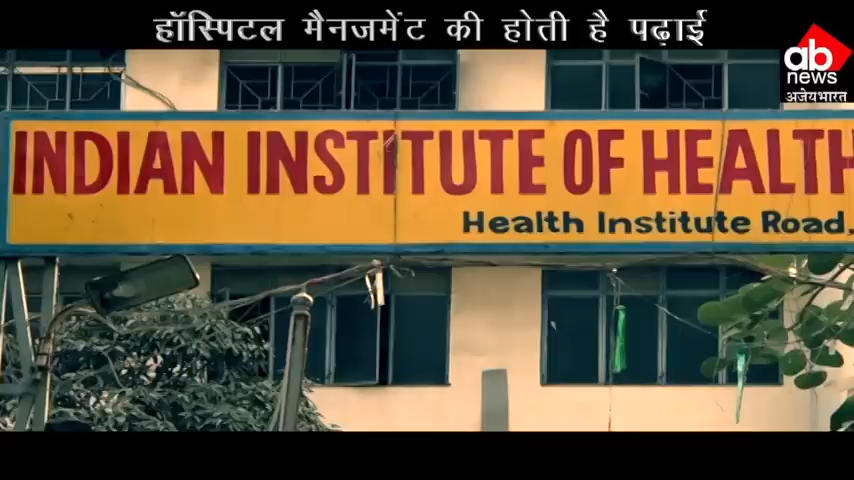 हॉस्पिटल मैनजमेंट की होती है पढ़ाई
ab
news
अजेयभारत
INDIAN INSTITUTE OF HEALTH
Health Institute Road,